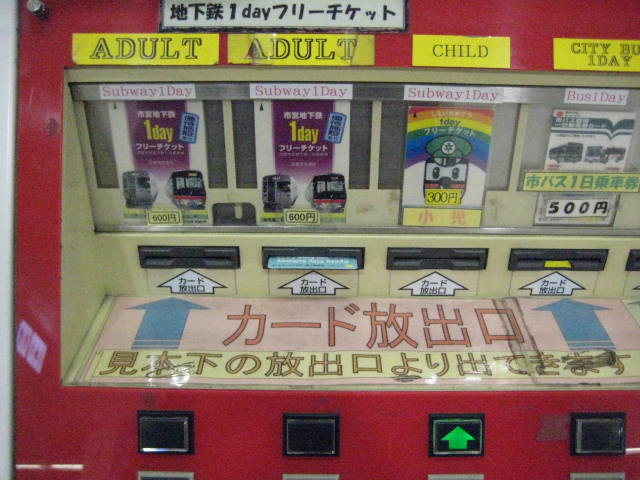 地下鉄1dayフリーチケット
ADULT
ADULT
CHILD
CITY BU
1DAY
Subway1Day
Subway1Day
Subway1Day
Bus1Day
市営地下鉄
1day
フリーチケット
600円
市営地下鉄
1day
フリーチケット
600円
1day
フリーチケット
300円
小児
市バス1日乗車券
500円
カード
放出口
カード
放出口
カード
放出口
カード
放出口
カード放出口
見本下の放出口より出てきます